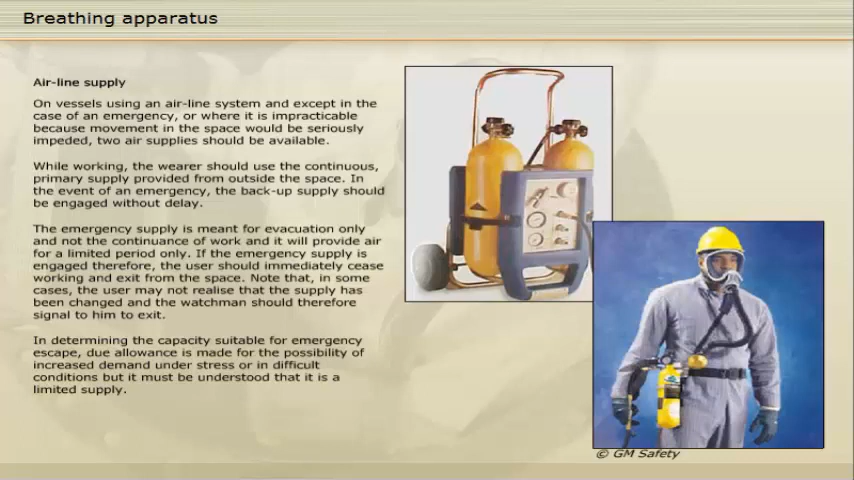 Breathing apparatus
Air-line supply
On vessels using an air-line system and except in the
case of an emergency, or where it is impracticable
because movement in the space would be seriously
impeded, two air supplies should be available.
While working, the wearer should use the continuous,
primary supply provided from outside the space. In
the event of an emergency, the back-up supply should
be engaged without delay.
The emergency supply is meant for evacuation only
and not the continuance of work and it will provide air
for a limited period only. If the emergency supply is
engaged therefore, the user should immediately cease
working and exit from the space. Note that, in some
cases, the user may not realise that the supply has
been changed and the watchman should therefore
signal to him to exit.
In determining the capacity suitable for emergency
escape, due allowance is made for the possibility of
increased demand under stress or in difficult
conditions but it must be understood that it is a
limited supply.
© GM Safety